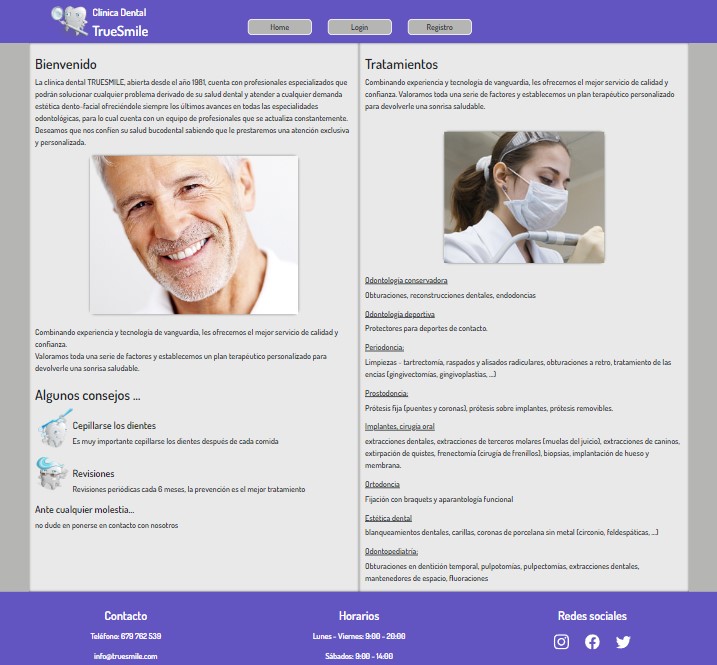 Clínica Dental
TrueSmile
Home
Login
Registro
Bienvenido
La clínica dental TRUESMILE, abierta desde el año 1981, cuenta con profesionales especializados que
podrán solucionar cualquier problema derivado de su salud dental y atender a cualquier demanda
estética dento-facial ofreciéndole siempre los últimos avances en todas las especialidades
odontológicas, para lo cual cuenta con un equipo de profesionales que se actualiza constantemente.
Deseamos que nos confíen su salud bucodental sabiendo que le prestaremos una atención exclusiva
y personalizada.
Combinando experiencia y tecnología de vanguardia, les ofrecemos el mejor servicio de calidad y
confianza.
Valoramos toda una serie de factores y establecemos un plan terapéutico personalizado para
devolverle una sonrisa saludable.
Algunos consejos ...
Cepillarse los dientes
Es muy importante cepillarse los dientes después de cada comida
Revisiones
Revisiones periódicas cada 6 meses, la prevención es el mejor tratamiento
Ante cualquier molestia...
no dude en ponerse en contacto con nosotros
Tratamientos
Combinando experiencia y tecnología de vanguardia, les ofrecemos el mejor servicio de calidad y
confianza. Valoramos toda una serie de factores y establecemos un plan terapéutico personalizado
para devolverle una sonrisa saludable.
Odontología conservadora
Obturaciones, reconstrucciones dentales, endodoncias
Odontología deportiva
Protectores para deportes de contacto.
Periodoncia:
Limpiezas - tartrectomía, raspados y alisados radiculares, obturaciones a retro, tratamiento de las
encías (gingivectomías, gingivoplastias, ...)
Prostodoncia:
Prótesis fija (puentes y coronas), prótesis sobre implantes, prótesis removibles.
Implantes, cirugía oral
extracciones dentales, extracciones de terceros molares (muelas del juicio), extracciones de caninos,
extirpación de quistes, frenectomía (cirugía de frenillos), biopsias, implantación de hueso y
membrana.
Ortodoncia
Fijación con braquets y aparantología funcional
Estética dental
blanqueamientos dentales, carillas, coronas de porcelana sin metal (circonio, feldespáticas, ...)
Odontopediatría:
Obturaciones en dentición temporal, pulpotomías, pulpectomías, extracciones dentales,
mantenedores de espacio, fluoraciones
Contacto
Teléfono: 679 762 539
info@truesmile.com
Horarios
Lunes - Viernes: 9:00 - 20:00
Sábados: 9:00 - 14:00
Redes sociales